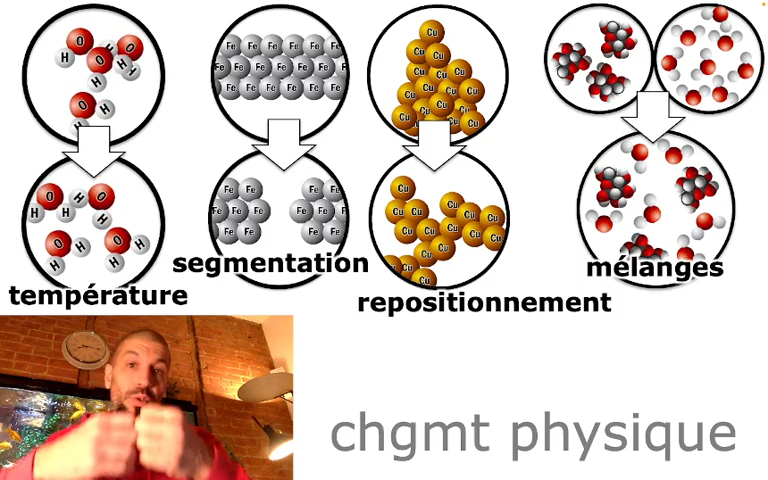 segmentation
mélanges
température
repositionnement
chgmt physique